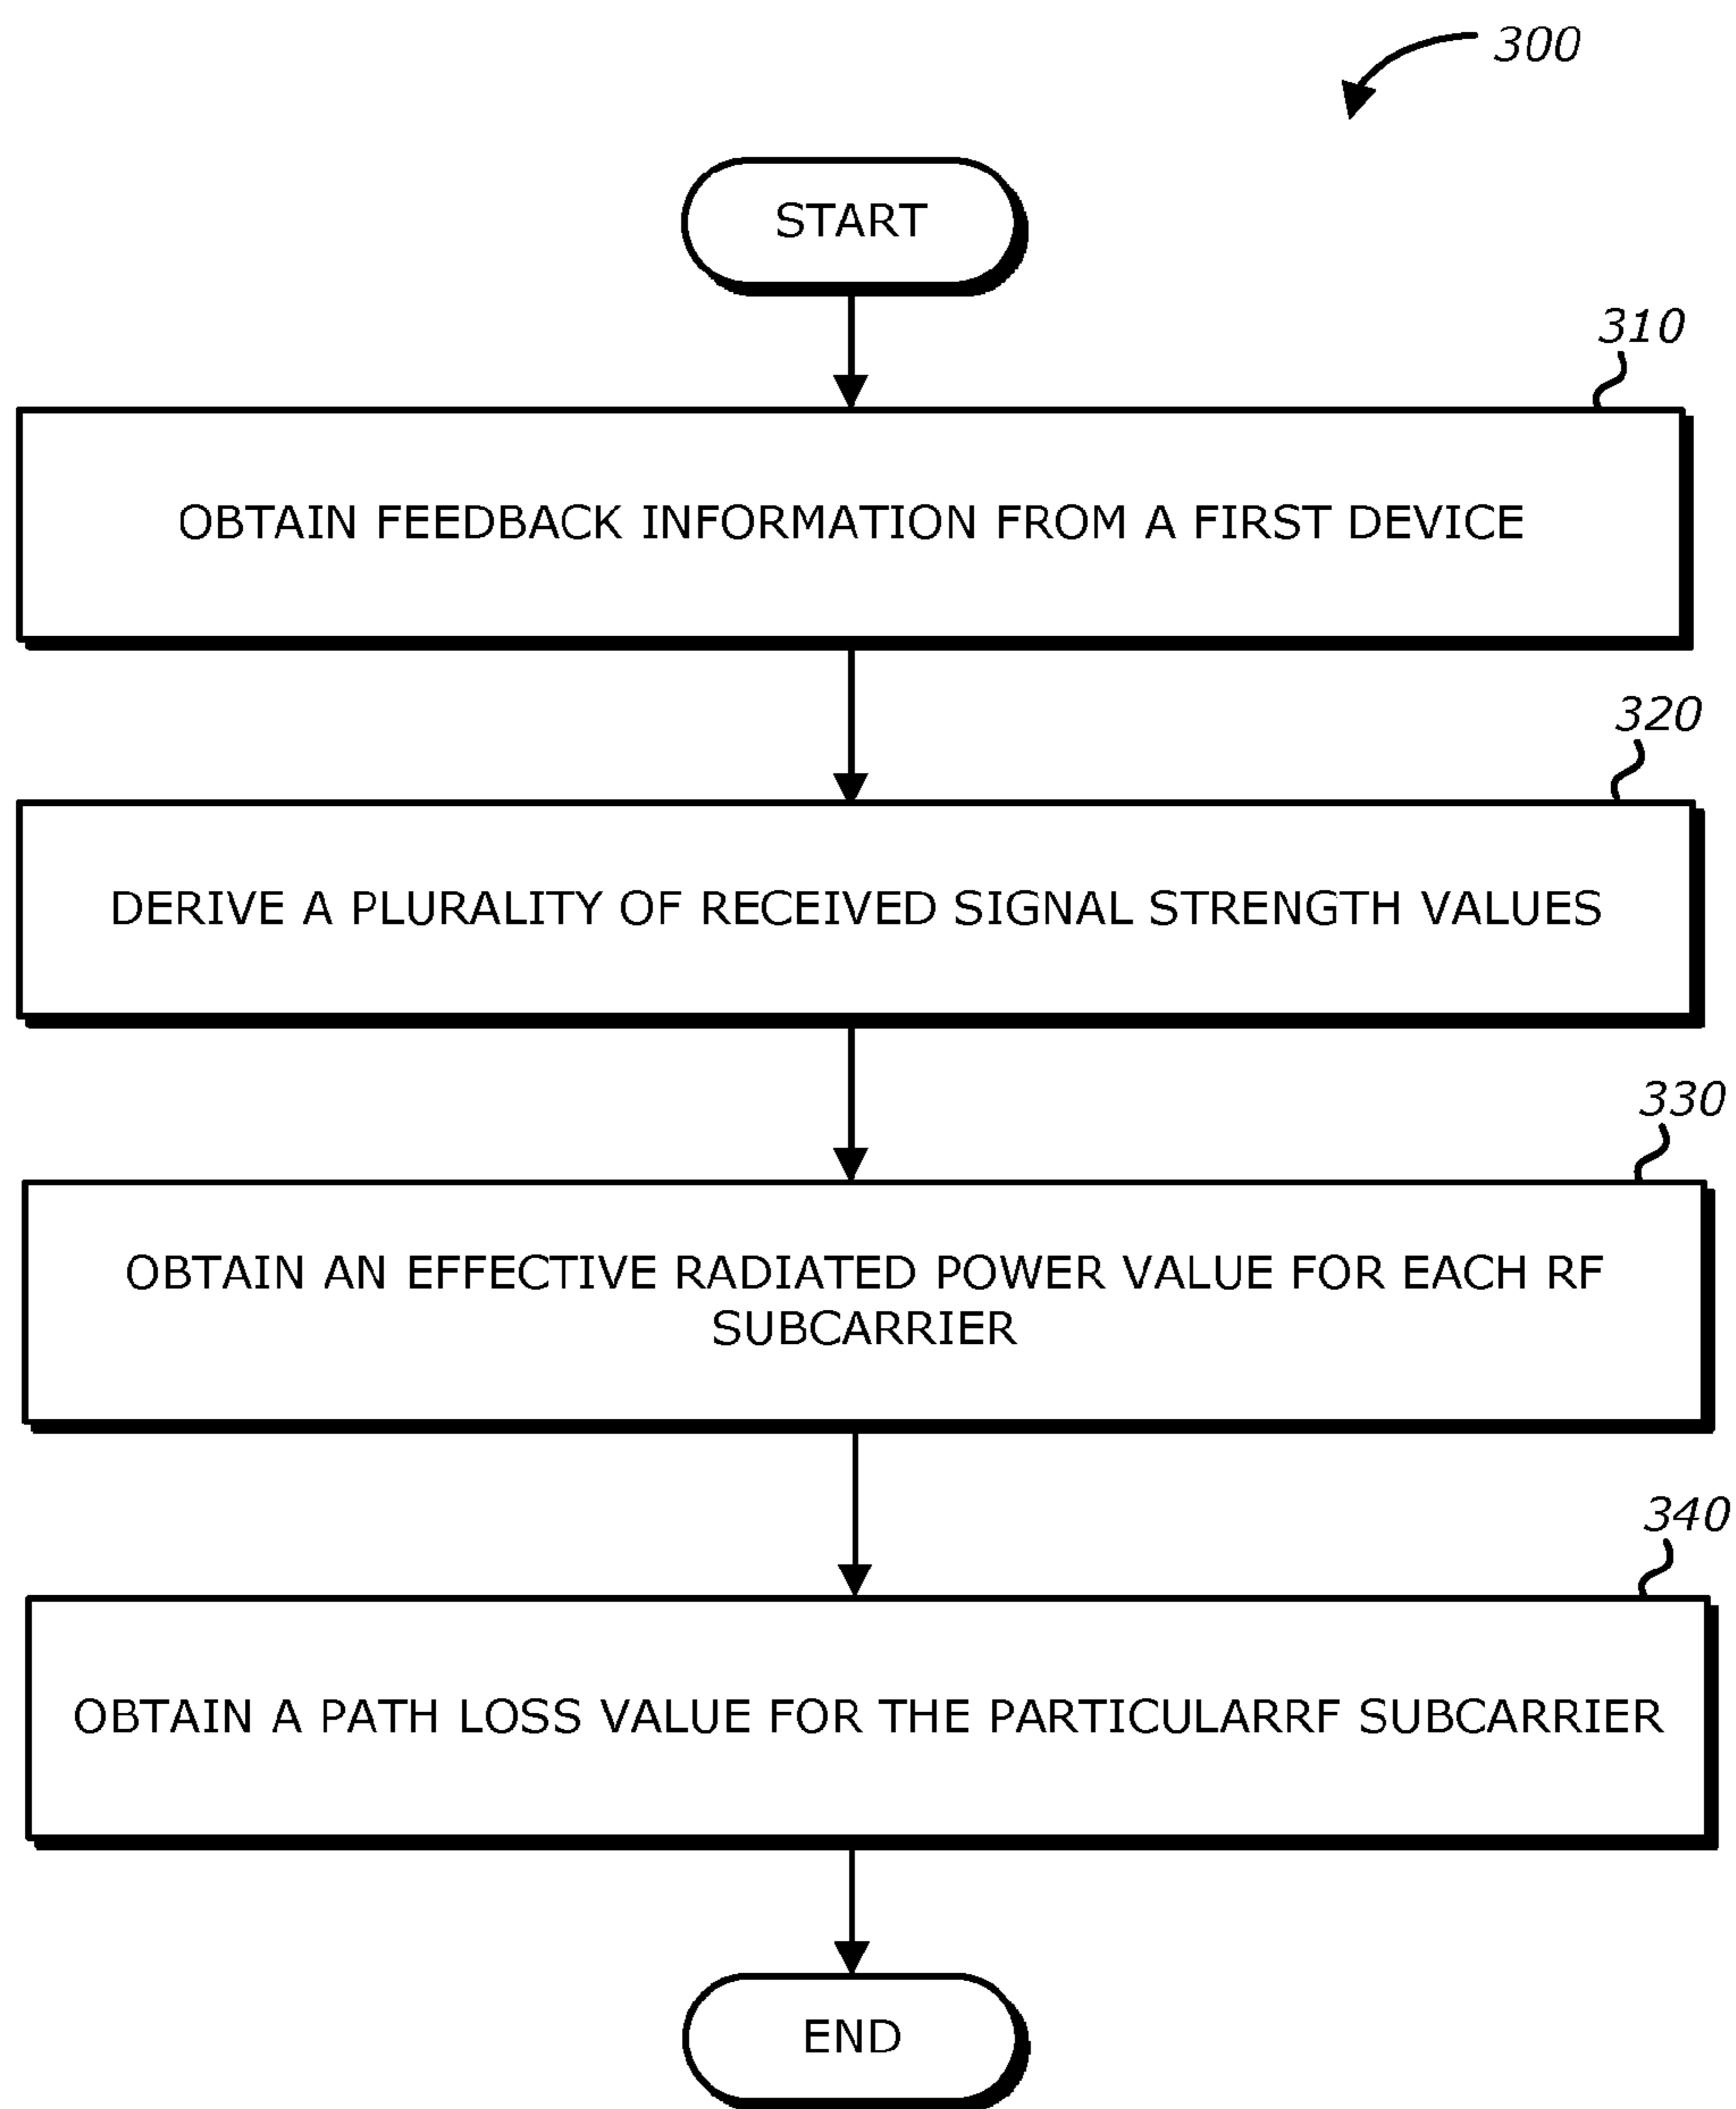 300
START
310
OBTAIN FEEDBACK INFORMATION FROM A FIRST DEVICE
320
DERIVE A PLURALITY OF RECEIVED SIGNAL STRENGTH VALUES
330
OBTAIN AN EFFECTIVE RADIATED POWER VALUE FOR EACH RF
SUBCARRIER
340
OBTAIN A PATH LOSS VALUE FOR THE PARTICULARRF SUBCARRIER
END